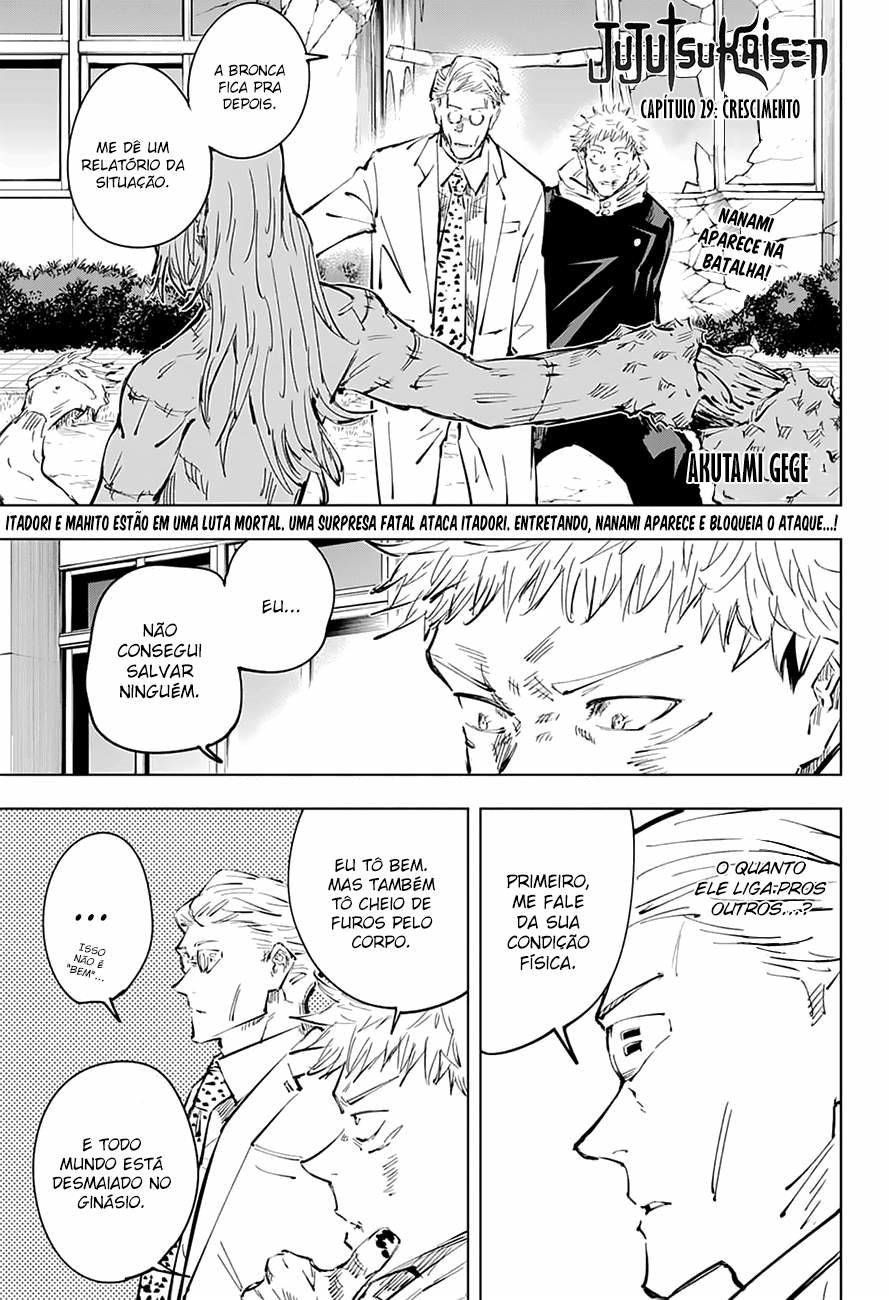 JUJUTSU KAISEN
CAPÍTULO 29: CRESCIMENTO
A BRONCA
FICA PRA
DEPOIS.
ME DÊ UM
RELATÓRIO DA
SITUAÇÃO.
NANAMI
APARECE NA
BATALHA!
AKUTAMI GEGE
ITADORI E MAHITO ESTÃO EM UMA LUTA MORTAL. UMA SURPRESA FATAL ATACA ITADORI. ENTRETANDO, NANAMI APARECE E BLOQUEIA O ATAQUE...!
EU...
NÃO
CONSEGUI
SALVAR
NINGUÉM.
O QUANTO
ELE LIGA PROS
OUTROS...?
PRIMEIRO,
ME FALE
DA SUA
CONDIÇÃO
FÍSICA.
EU TÔ BEM.
MAS TAMBÉM
TÔ CHEIO DE
FUROS PELO
CORPO.
...
ISSO
NÃO É
"BEM"...
E TODO
MUNDO ESTÁ
DESMAIADO NO
GINÁSIO.